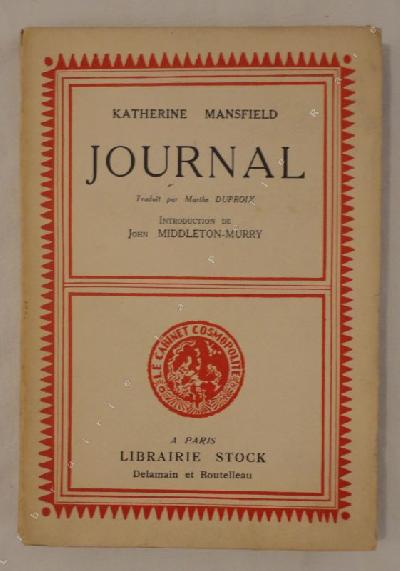 KATHERINE MANSFIELD
JOURNAL
Traduit par Marthe DUPROIX
INTRODUCTION DE
JOHN MIDDLETON-MURRY
LE CABINET COSMOPOLITE
A PARIS
LIBRAIRIE STOCK
Delamain et Boutelleau